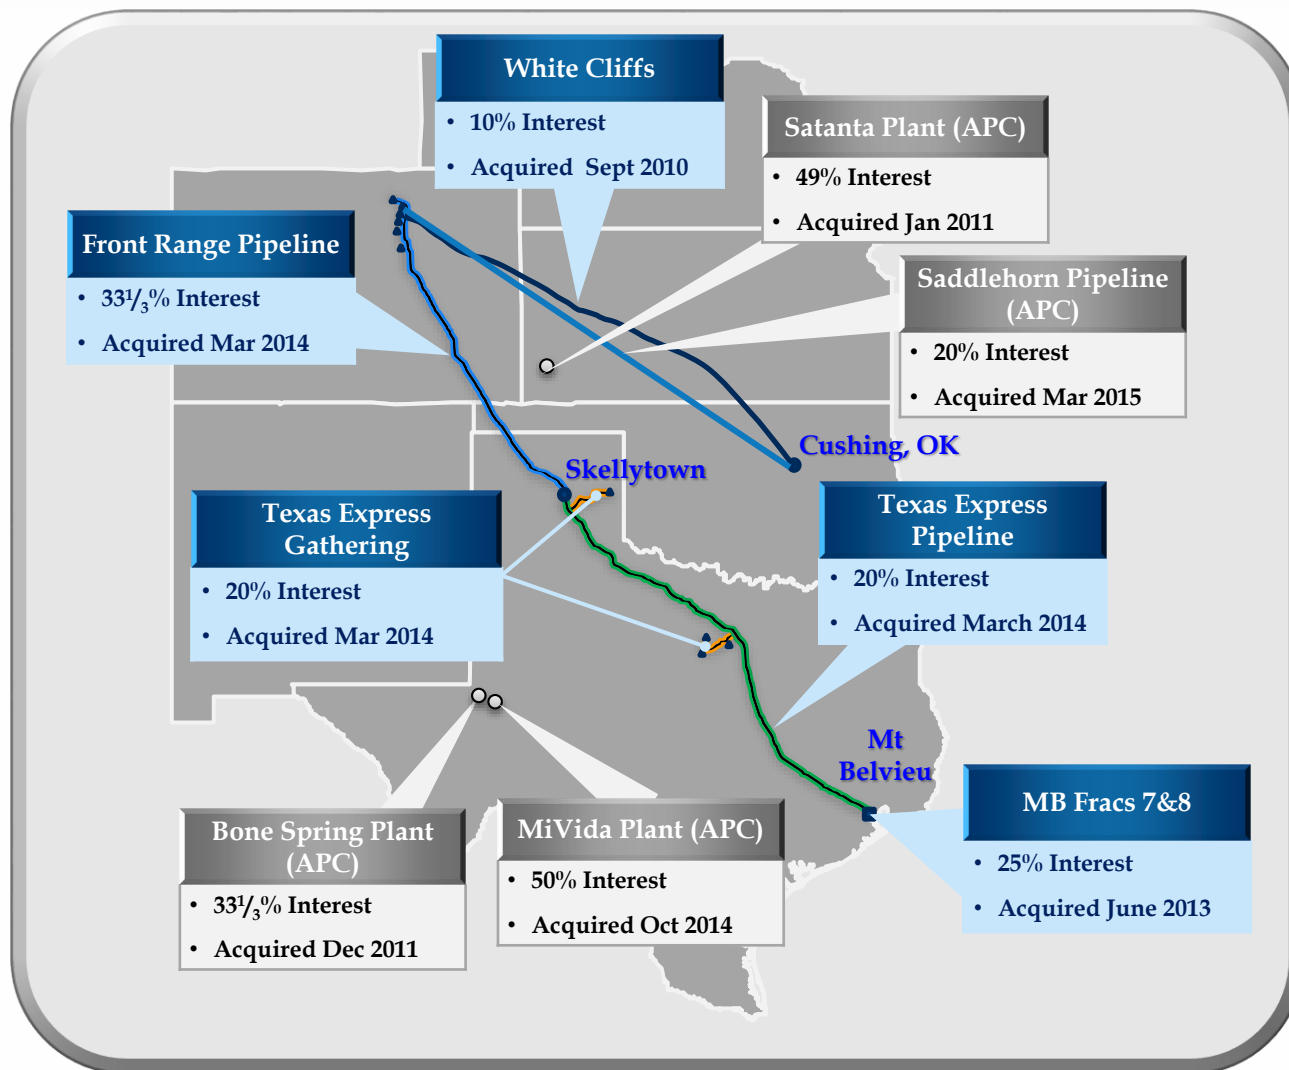 White Cliffs
• 10% Interest
• Acquired Sept 2010
Satanta Plant (APC)
• 49% Interest
• Acquired Jan 2011
Front Range Pipeline
• 33¹/₃% Interest
• Acquired Mar 2014
Saddlehorn Pipeline
(APC)
• 20% Interest
• Acquired Mar 2015
Cushing, OK
Skellytown
Texas Express
Gathering
• 20% Interest
• Acquired Mar 2014
Texas Express
Pipeline
• 20% Interest
• Acquired March 2014
Mt
Belvieu
MB Fracs 7&8
• 25% Interest
• Acquired June 2013
Bone Spring Plant
(APC)
• 33¹/₃% Interest
• Acquired Dec 2011
MiVida Plant (APC)
• 50% Interest
• Acquired Oct 2014